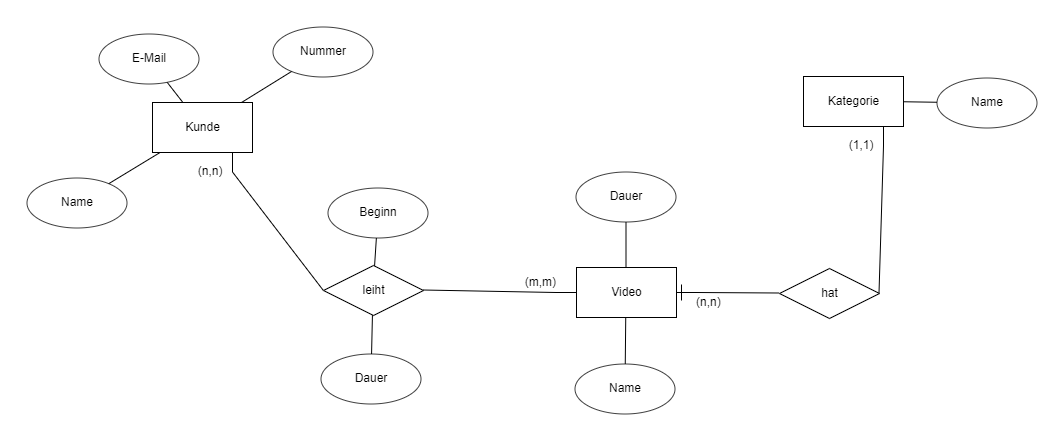 E-Mail
Nummer
Kunde
Kategorie
Name
(n,n)
(1,1)
Name
Beginn
Dauer
leiht
(m,m)
Video
(n,n)
hat
Dauer
Name